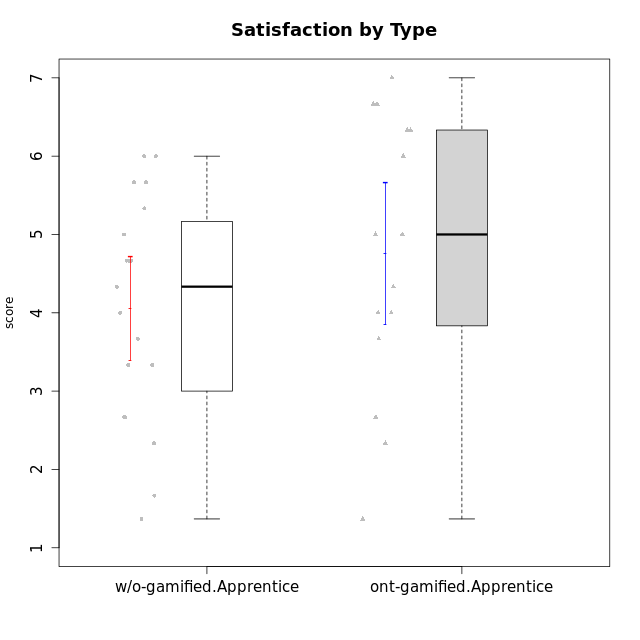 Satisfaction by Type
score
7
6
5
4
3
2
1
w/o-gamified.Apprentice
ont-gamified.Apprentice